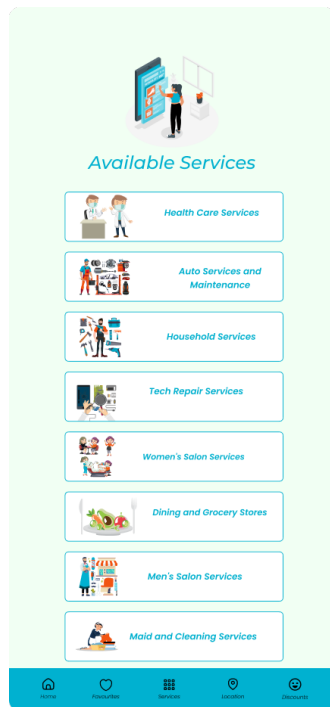 Available Services
Health Care Services
Auto Services and
Maintenance
Household Services
Tech Repair Services
Women's Salon Services
Dining and Grocery Stores
Men's Salon Services
Maid and Cleaning Services
Home
Favourites
Services
Location
Discounts